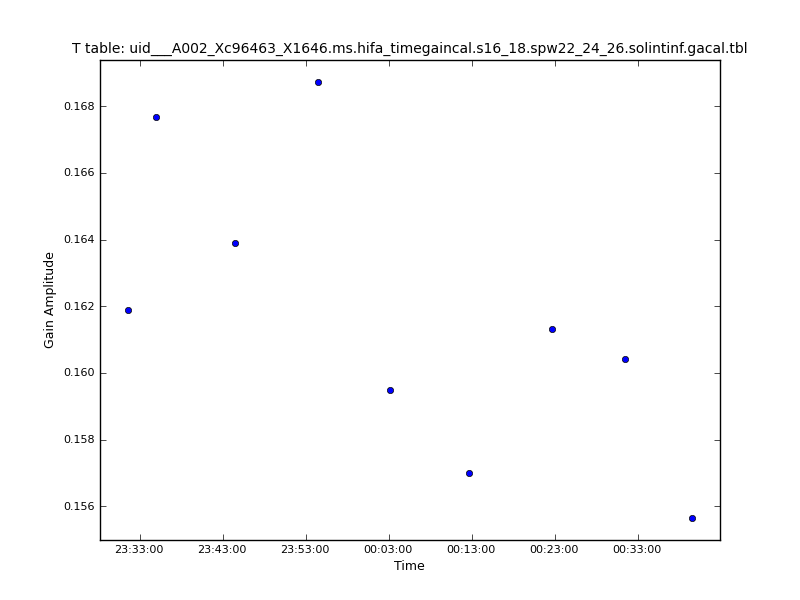 T table: uid___A002_Xc96463_X1646.ms.hifa_timegaincal.s16_18.spw22_24_26.solintinf.gacal.tbl
0.168
0.166
0.164
0.162
0.160
0.158
0.156
Gain Amplitude
23:33:00 23:43:00 23:53:00 00:03:00 00:13:00 00:23:00 00:33:00
Time